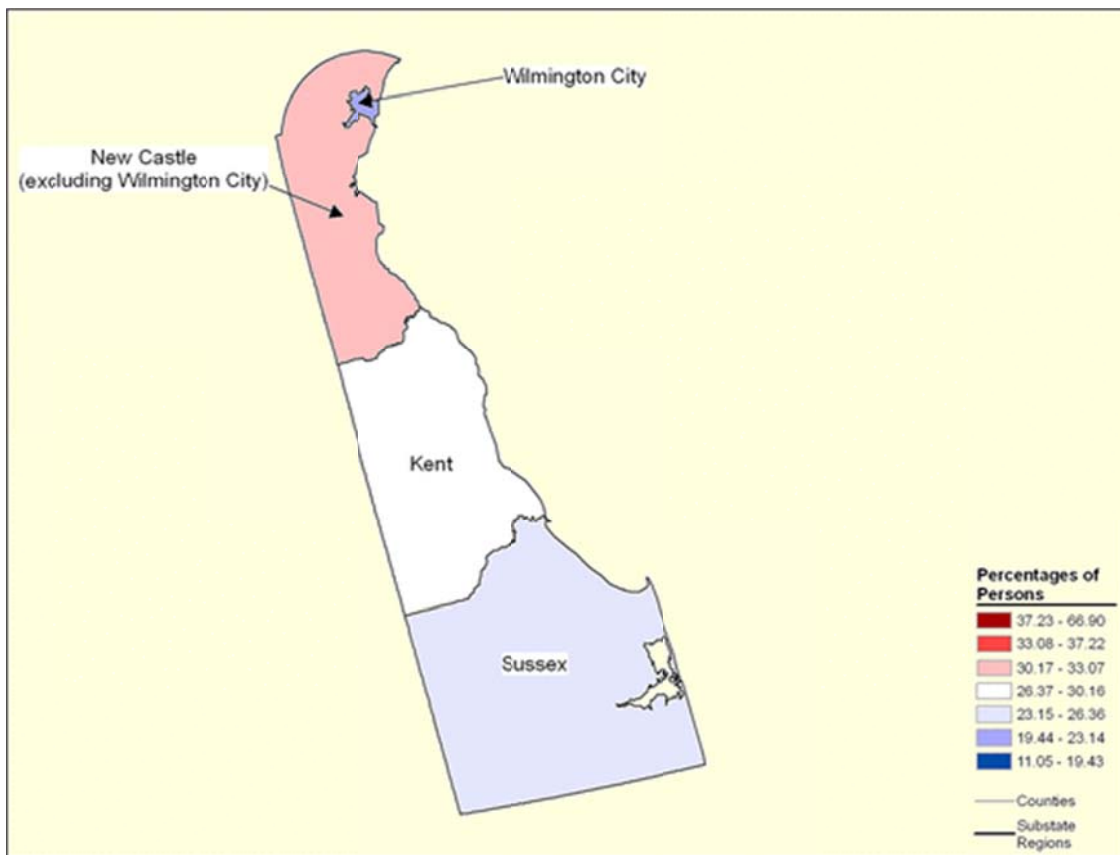 Wilmington City
New Castle
(excluding Wilmington City)
Kent
Sussex
Percentages of
Persons
37.23 - 66.90
33.08 - 37.22
30.17 - 33.07
26.37 - 30.16
23.15 - 26.36
19.44 - 23.14
11.05 - 19.43
Counties
Substate
Regions